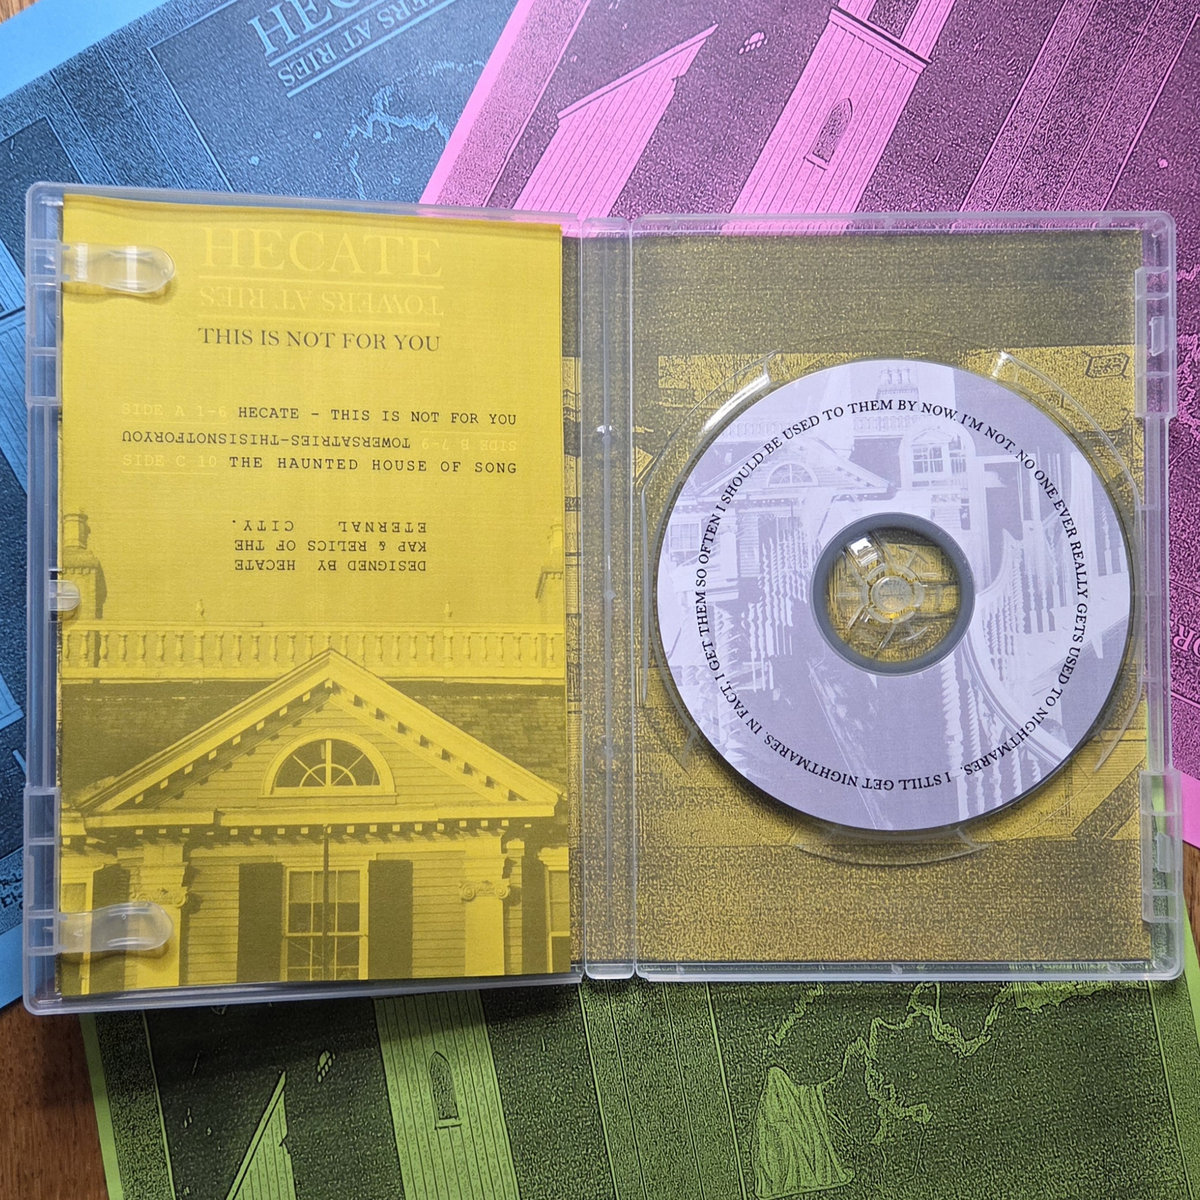 HECATE
TOWERS AT RIES
HECATE
TOWERS AT RIES
THIS IS NOT FOR YOU
SIDE 1-6 HECATE – THIS IS NOT FOR YOU
SIDE B 7-9 TOWERSATRIES-THISISNOTFORYOU
SIDE C 10 THE HAUNTED HOUSE OF SONG
DESIGNED BY HECATE
KAP & RELICS OF THE
ETERNAL CITY.
I STILL GET NIGHTMARES. IN FACT, I GET THEM SO OFTEN I SHOULD BE USED TO THEM BY NOW. I'M NOT. NO ONE EVER REALLY GETS USED TO NIGHTMARES.